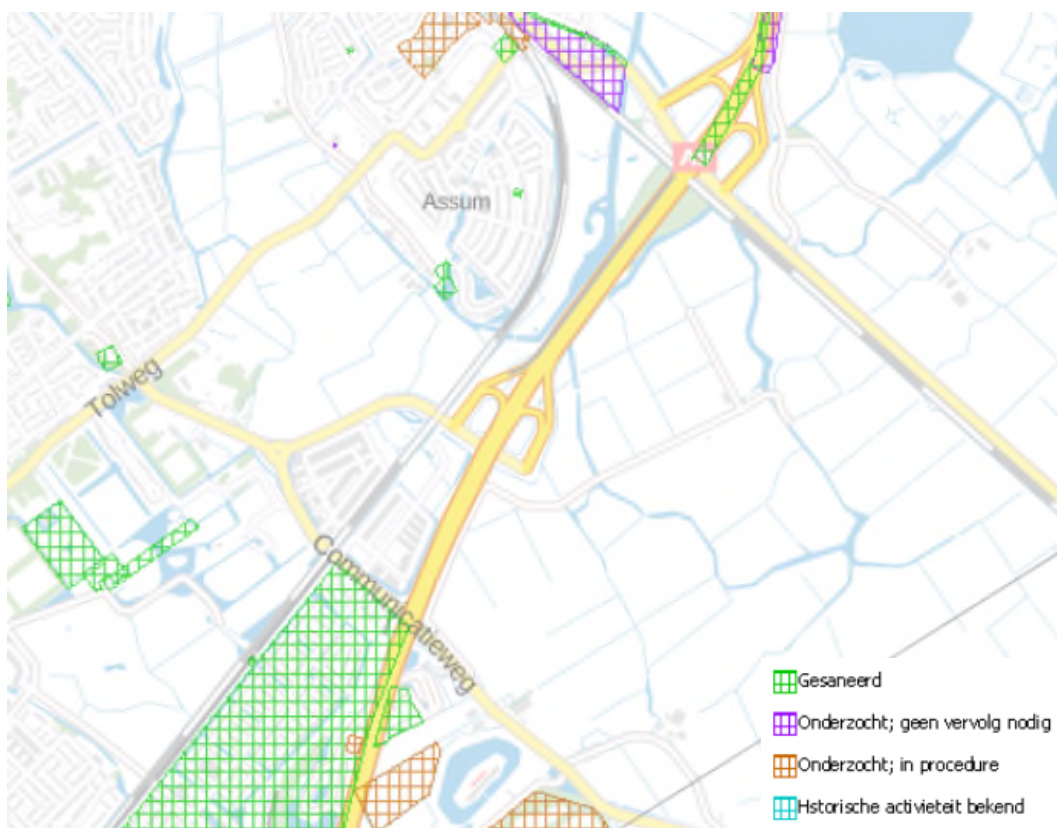 Assum
Tolweg
Communicatieweg
Gesaneerd
Onderzocht; geen vervolg nodig
Onderzocht; in procedure
Hstorische activieteit bekend